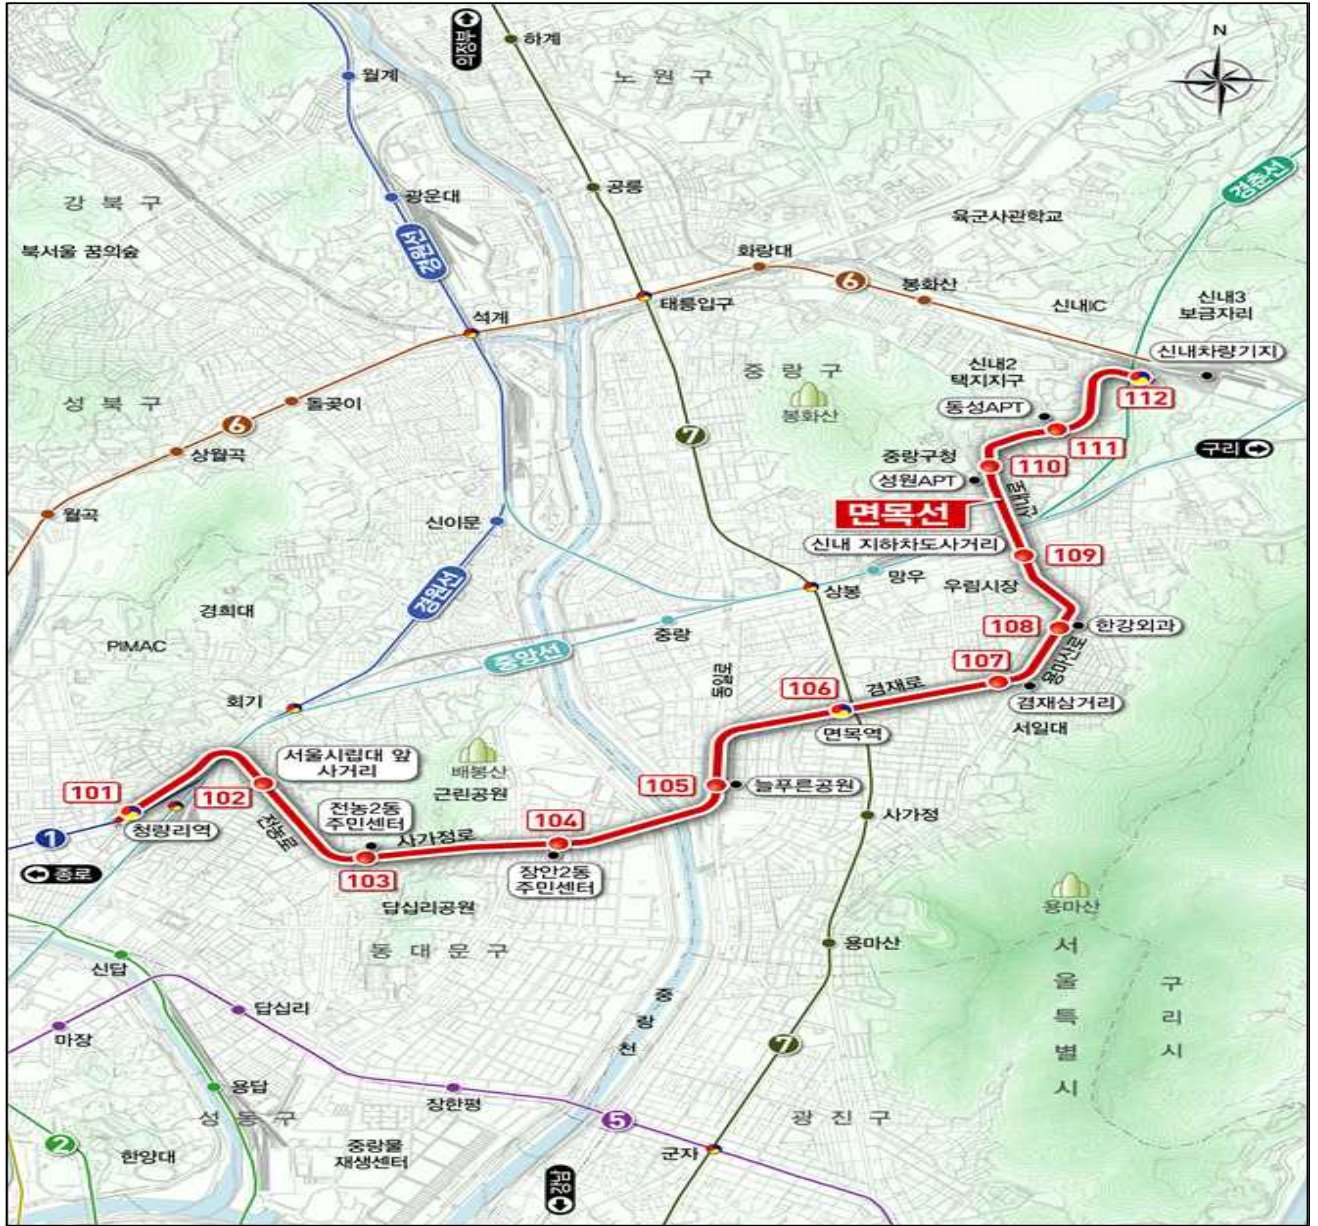 의정부
하계
월계
노원구
N
공릉
강북구
광운대
경춘선
육군사관학교
북서울 꿈의숲
경원선
화랑대
6
봉화산
신내IC
신내3
보금자리
태릉입구
석계
신내차량기지
중랑구
신내2
택지지구
성북구
돌곶이
6
봉화산
동성APT
112
7
상월곡
111
중랑구청
110
구리
성원APT
월곡
면목선
신내로
신이문
신내 지하차도사거리
109
망우
우림시장
상봉
경희대
경원선
중랑
108
한강외과
PIMAC
중앙선
용마산로
107
동일로
106
겸재로
회기
겸재삼거리
서일대
면목역
서울시립대 앞
사거리
배봉산
근린공원
101
102
105
늘푸른공원
청량리역
전농2동
주민센터
사가정로
104
사가정
1
전농로
종로
103
장안2동
주민센터
답십리공원
용마산
동대문구
용마산
서울특별시
구리시
신답
답십리
중랑천
마장
7
용답
장한평
성동구
5
광진구
2
한양대
중랑물
재생센터
군자
강남